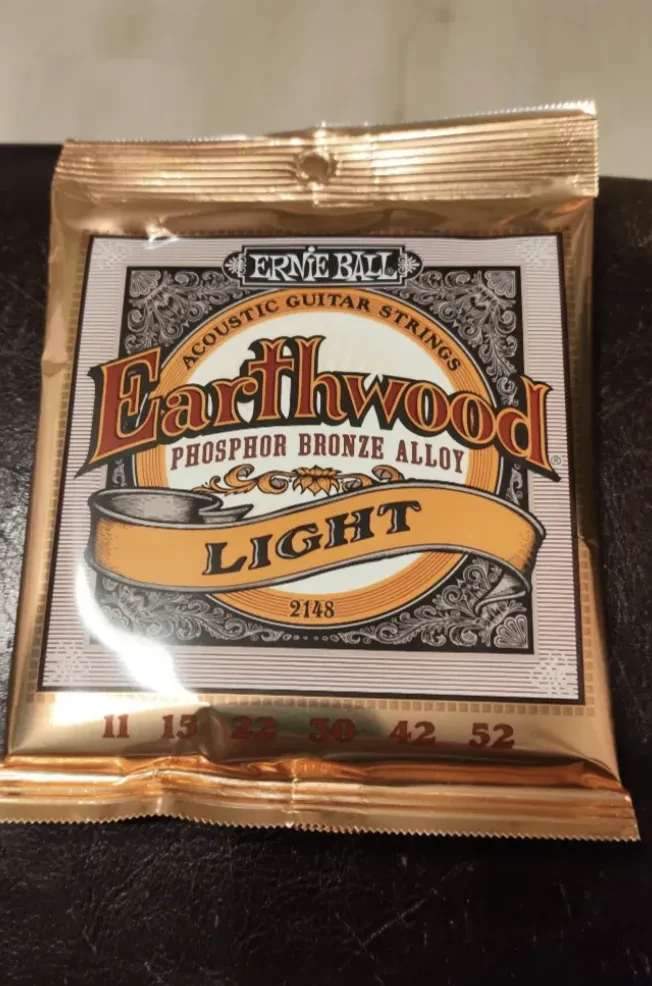 ERNIE BALL
ACOUSTIC GUITAR STRINGS
Earthwood®
PHOSPHOR BRONZE ALLOY
LIGHT
2148
11 15 22 30 42 52